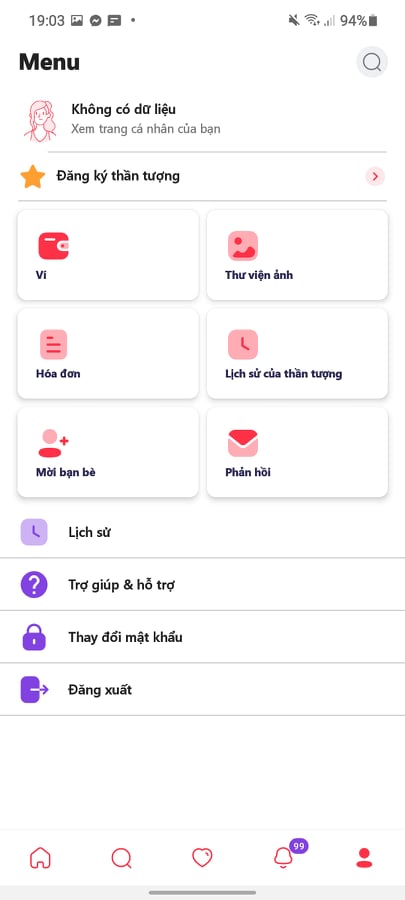 19:03
94%
Menu
Không có dữ liệu
Xem trang cá nhân của bạn
Đăng ký thần tượng
Ví
Thư viện ảnh
Hóa đơn
Lịch sử của thần tượng
Mời bạn bè
Phản hồi
Lịch sử
Trợ giúp & hỗ trợ
Thay đổi mật khẩu
Đăng xuất
99